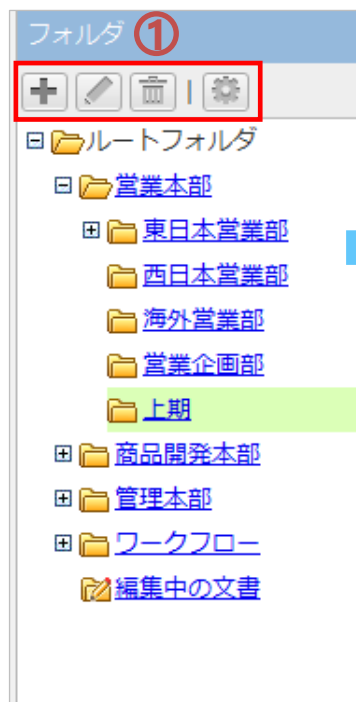 フォルダ ①
ルートフォルダ
営業本部
東日本営業部
西日本営業部
海外営業部
営業企画部
上期
商品開発本部
管理本部
ワークフロー
編集中の文書